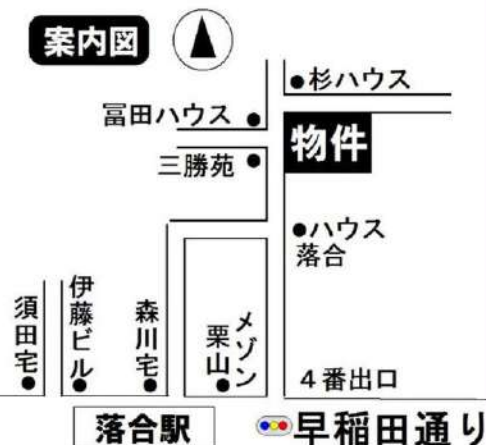 案内図
杉ハウス
冨田ハウス
物件
三勝苑
ハウス
落合
須田宅
伊藤ビル
森川宅
メゾン
栗山
4番出口
落合駅
早稲田通り